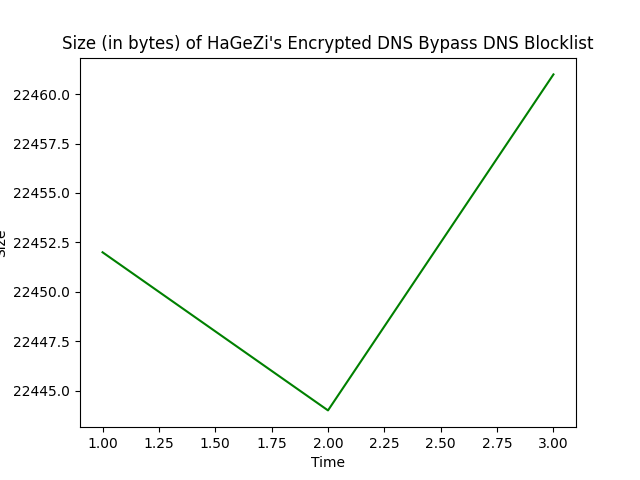 Size (in bytes) of HaGeZi's Encrypted DNS Bypass DNS Blocklist
22460.0
22457.5
22455.0
22452.5
22450.0
22447.5
22445.0
Size
1.00 1.25 1.50 1.75 2.00 2.25 2.50 2.75 3.00
Time